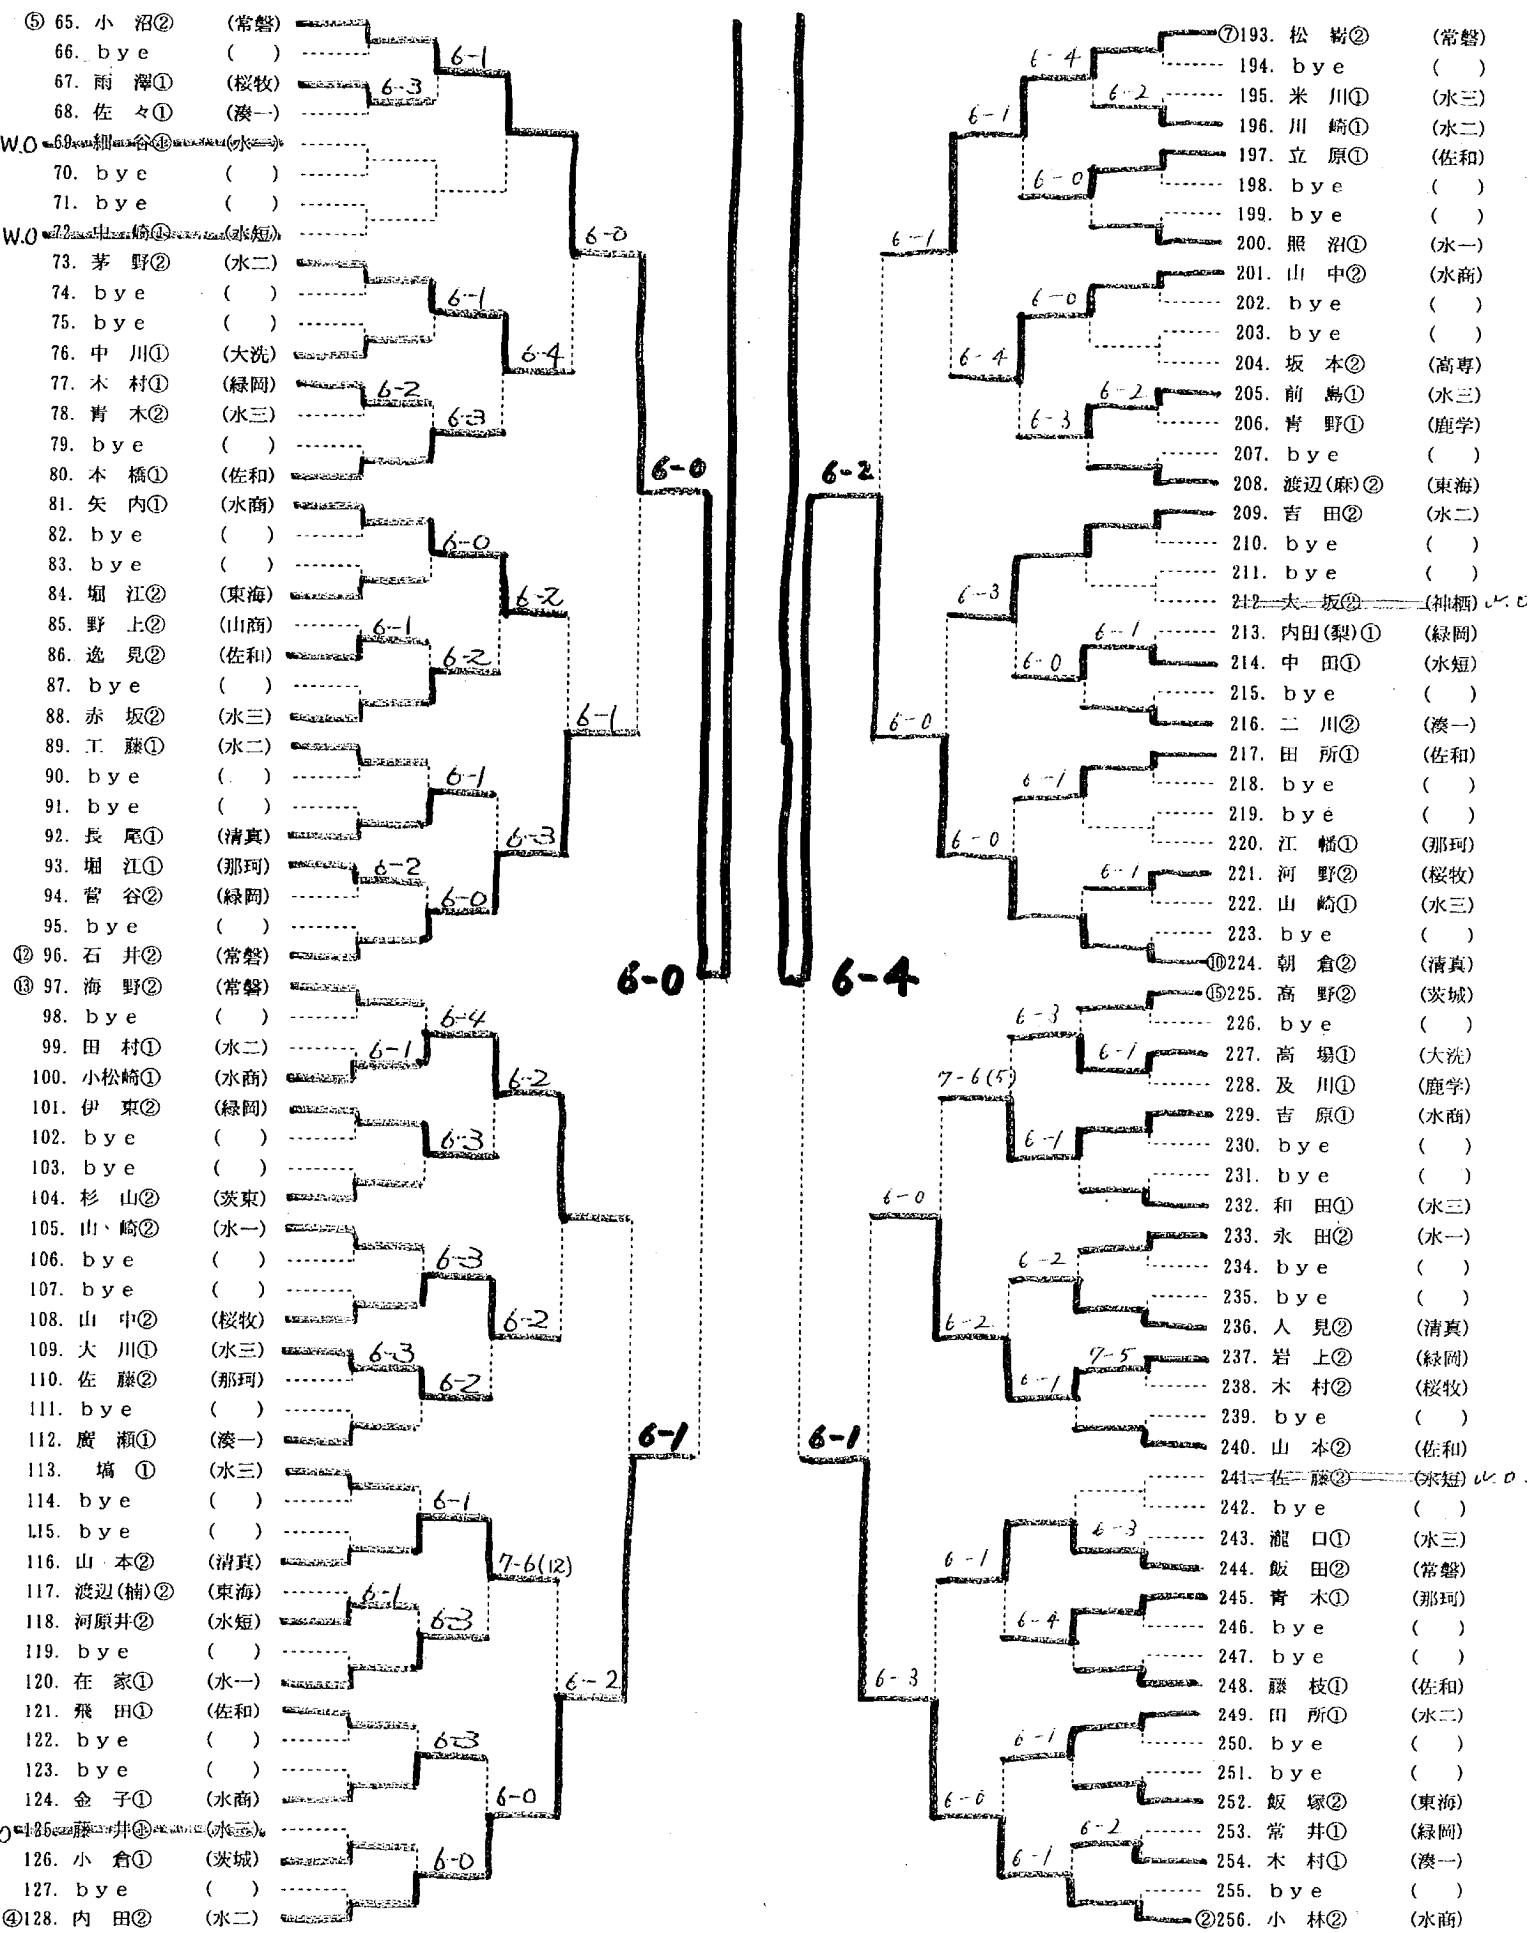 ⑤ 65. 小 沼② (常磐)
66. bye ( )
67. 雨 澤① (桜牧)
68. 佐 々① (湊一)
W.O 69. 細 谷① (水二)
70. bye ( )
71. bye ( )
W.O 72. 中 崎① (水短)
73. 茅 野② (水二)
74. bye ( )
75. bye ( )
76. 中 川① (大洗)
77. 木 村① (緑岡)
78. 青 木② (水三)
79. bye ( )
80. 本 橋① (佐和)
81. 矢 内① (水商)
82. bye ( )
83. bye ( )
84. 堀 江② (東海)
85. 野 上② (山商)
86. 逸 見② (佐和)
87. bye ( )
88. 赤 坂② (水三)
89. 工 藤① (水二)
90. bye ( )
91. bye ( )
92. 長 尾① (清真)
93. 堀 江① (那珂)
94. 菅 谷② (緑岡)
95. bye ( )
⑫ 96. 石 井② (常磐)
⑬ 97. 海 野② (常磐)
98. bye ( )
99. 田 村① (水二)
100. 小松崎① (水商)
101. 伊 東② (緑岡)
102. bye ( )
103. bye ( )
104. 杉 山② (茨東)
105. 山 崎② (水一)
106. bye ( )
107. bye ( )
108. 山 中② (桜牧)
109. 大 川① (水三)
110. 佐 藤② (那珂)
111. bye ( )
112. 廣 瀬① (湊一)
113. 塙 ① (水三)
114. bye ( )
115. bye ( )
116. 山 本② (清真)
117. 渡辺(楠)② (東海)
118. 河原井② (水短)
119. bye ( )
120. 在 家① (水一)
121. 飛 田① (佐和)
122. bye ( )
123. bye ( )
124. 金 子① (水商)
125. 藤 井① (水三)
126. 小 倉① (茨城)
127. bye ( )
④128. 内 田② (水二)
6-1
6-3
6-0
6-1
6-4
6-2
6-3
6-0
6-0
6-2
6-1
6-2
6-1
6-1
6-3
6-2
6-0
6-0
6-4
6-1
6-2
6-3
6-3
6-2
6-3
6-2
6-1
6-1
7-6(12)
6-1
6-3
6-2
6-3
6-0
6-0
⑦193. 松 嵜② (常磐)
194. bye ( )
195. 米 川① (水三)
196. 川 崎① (水二)
197. 立 原① (佐和)
198. bye ( )
199. bye ( )
200. 照 沼① (水一)
201. 山 中② (水商)
202. bye ( )
203. bye ( )
204. 坂 本② (高専)
205. 前 島① (水三)
206. 青 野① (鹿学)
207. bye ( )
208. 渡辺(麻)② (東海)
209. 吉 田② (水二)
210. bye ( )
211. bye ( )
212. 大 坂② (神栖) W.O
213. 内田(梨)① (緑岡)
214. 中 田① (水短)
215. bye ( )
216. 二 川② (湊一)
217. 田 所① (佐和)
218. bye ( )
219. bye ( )
220. 江 幡① (那珂)
221. 河 野② (桜牧)
222. 山 崎① (水三)
223. bye ( )
⑩224. 朝 倉② (清真)
⑮225. 高 野② (茨城)
226. bye ( )
227. 高 場① (大洗)
228. 及 川① (鹿学)
229. 吉 原① (水商)
230. bye ( )
231. bye ( )
232. 和 田① (水三)
233. 永 田② (水一)
234. bye ( )
235. bye ( )
236. 人 見② (清真)
237. 岩 上② (緑岡)
238. 木 村② (桜牧)
239. bye ( )
240. 山 本② (佐和)
241. 佐 藤② (水短) W.O.
242. bye ( )
243. 瀧 口① (水三)
244. 飯 田② (常磐)
245. 青 木① (那珂)
246. bye ( )
247. bye ( )
248. 藤 枝① (佐和)
249. 田 所① (水二)
250. bye ( )
251. bye ( )
252. 飯 塚② (東海)
253. 常 井① (緑岡)
254. 木 村① (湊一)
255. bye ( )
②256. 小 林② (水商)
6-4
6-2
6-1
6-0
6-1
6-0
6-4
6-2
6-3
6-2
6-3
6-1
6-0
6-0
6-1
6-0
6-1
6-4
6-3
6-1
7-6(5)
6-1
6-0
6-2
6-2
7-5
6-1
6-1
6-3
6-1
6-4
6-3
6-1
6-0
6-2
6-1